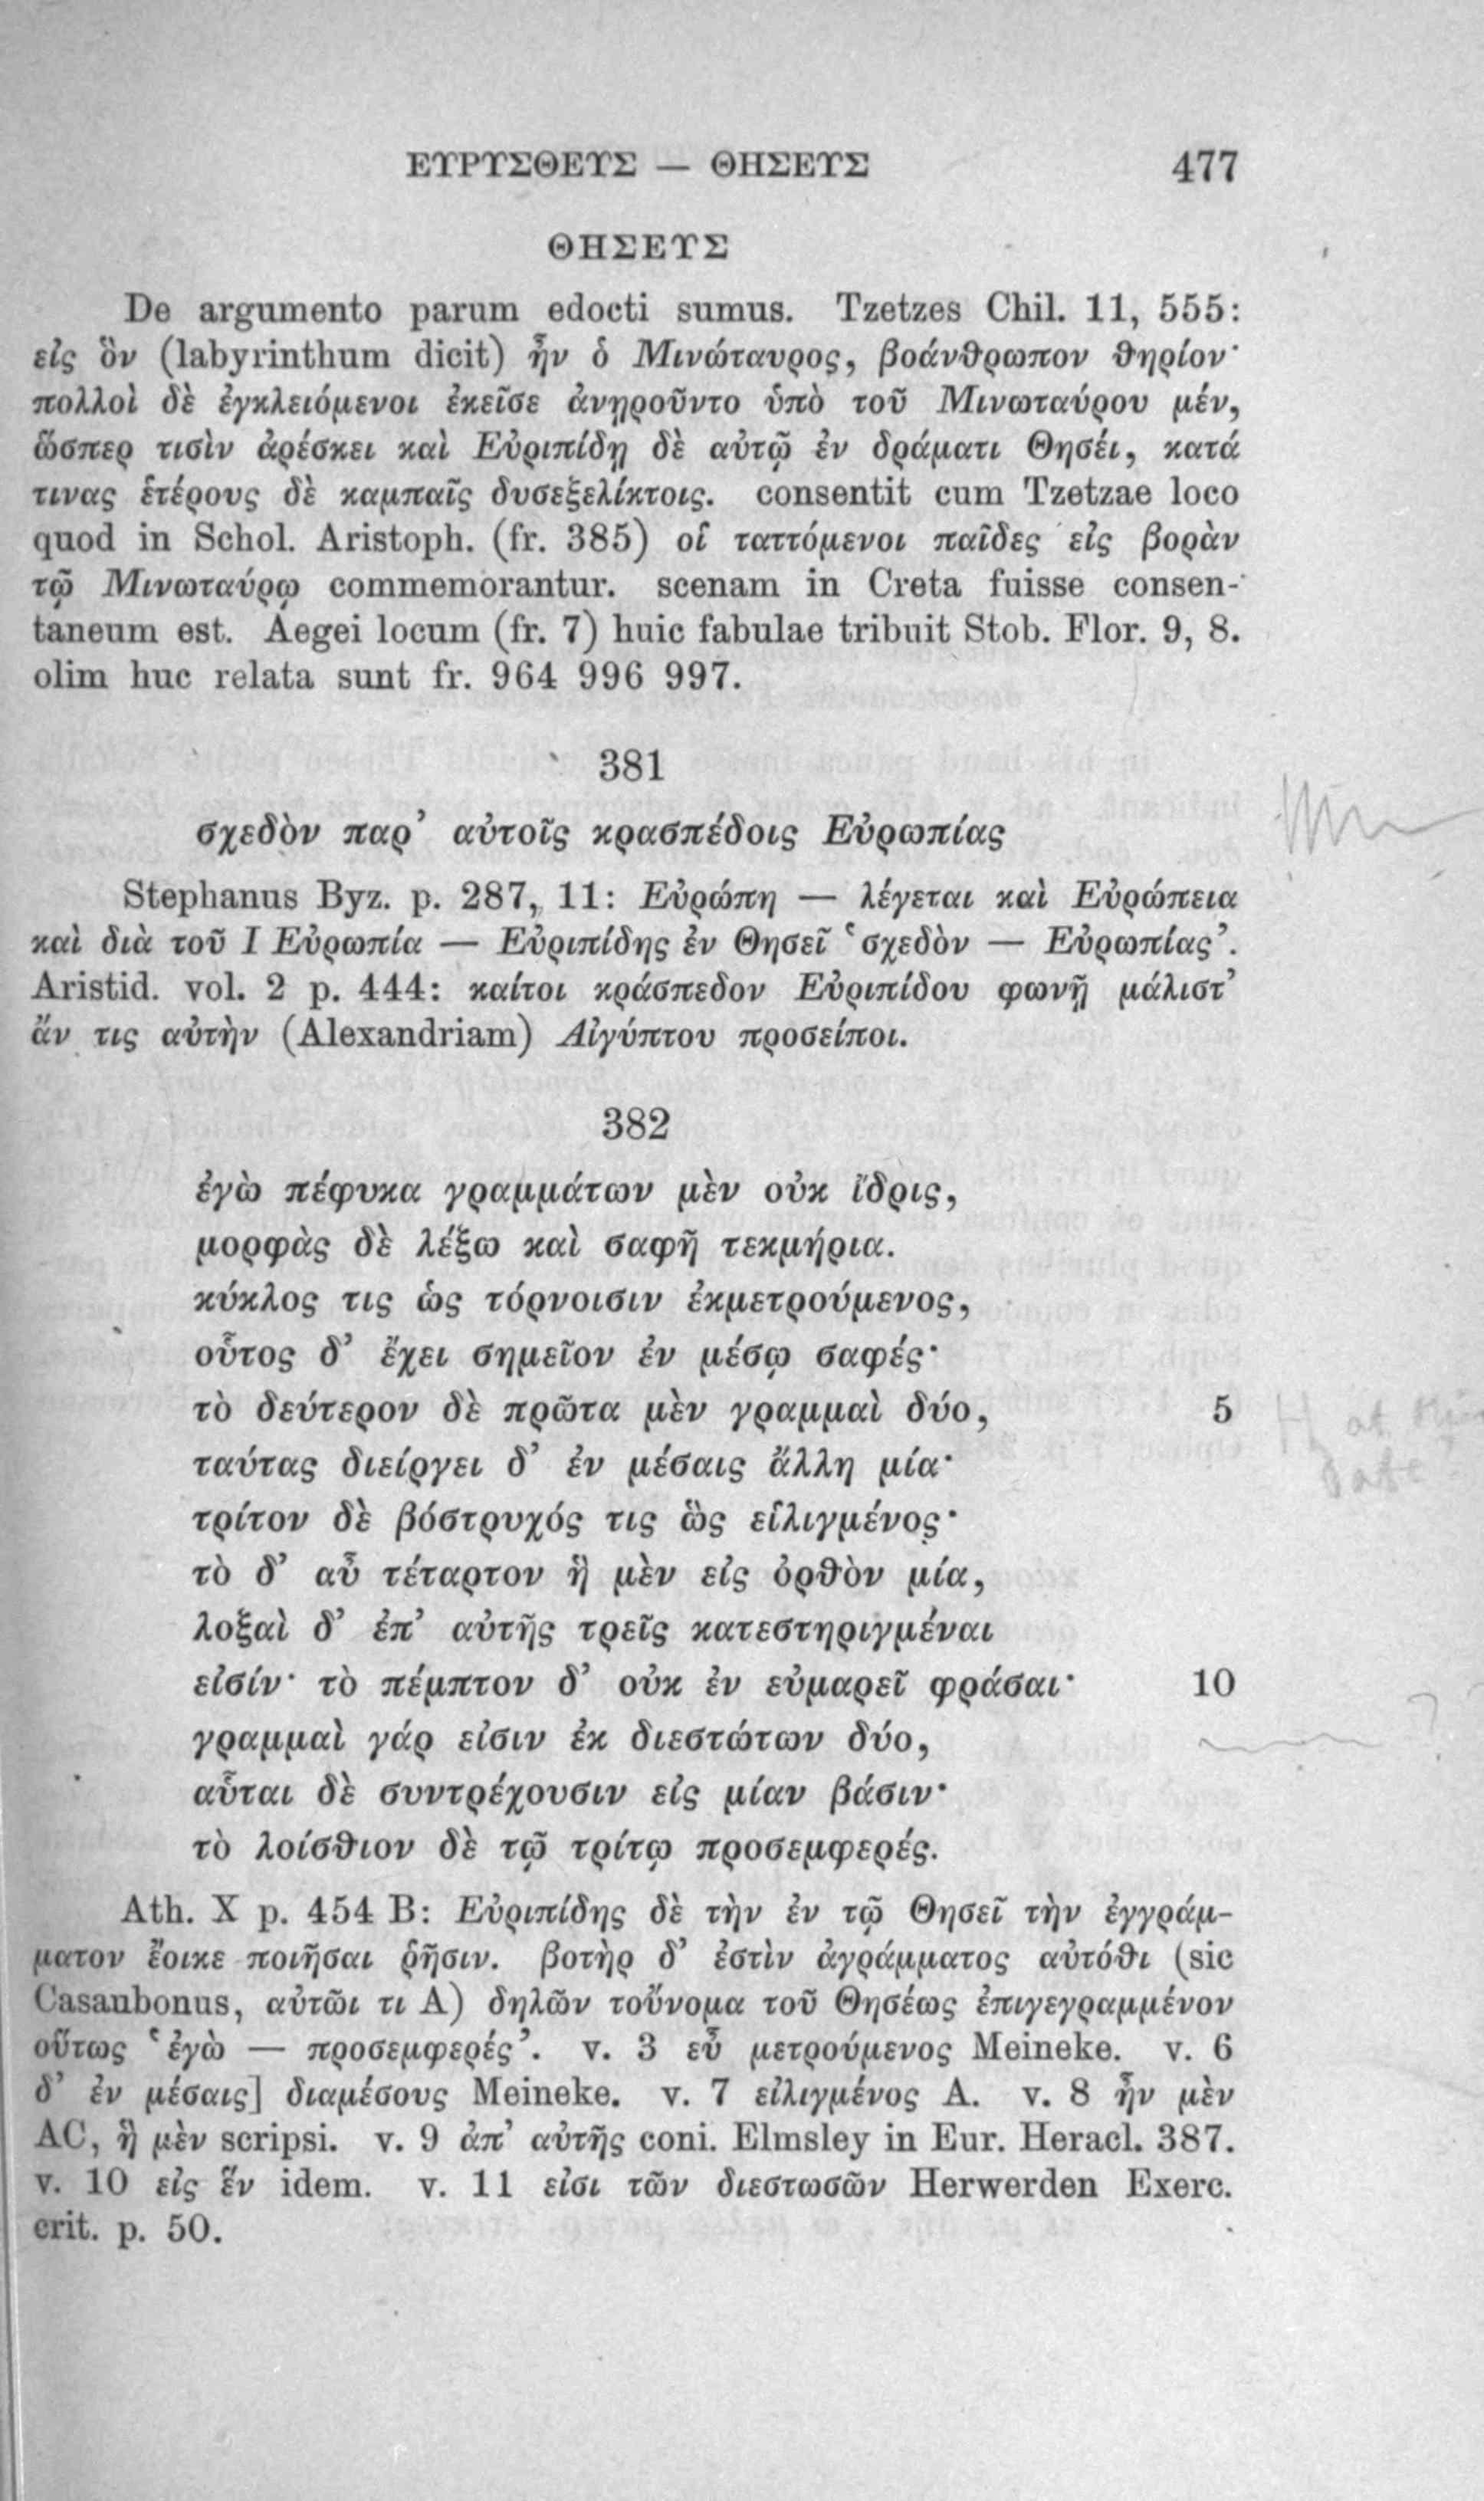 ΕΥΡΥΣΘΕΥΣ — ΘΗΣΕΥΣ 477
ΘΗΣΕΥΣ
De argumento parum edocti sumus. Tzetzes Chil. 11, 555:
εἰς ὃν (labyrinthum dicit) ἦν ὁ Μινώταυρος, βοάνθρωπον θηρίον·
πολλοὶ δὲ ἐγκλειόμενοι ἐκεῖσε ἀνῃροῦντο ὑπὸ τοῦ Μινωταύρου μέν,
ὥσπερ τισὶν ἀρέσκει καὶ Εὐριπίδῃ δὲ αὐτῷ ἐν δράματι Θησέι, κατά
τινας ἑτέρους δὲ καμπαῖς δυσεξελίκτοις. consentit cum Tzetzae loco
quod in Schol. Aristoph. (fr. 385) οἱ ταττόμενοι παῖδες εἰς βορὰν
τῷ Μινωταύρῳ commemorantur. scenam in Creta fuisse consen-
taneum est. Aegei locum (fr. 7) huic fabulae tribuit Stob. Flor. 9, 8.
olim huc relata sunt fr. 964 996 997.
381
σχεδὸν παρ’ αὐτοῖς κρασπέδοις Εὐρωπίας
Stephanus Byz. p. 287, 11: Εὐρώπη — λέγεται καὶ Εὐρώπεια
καὶ διὰ τοῦ Ι Εὐρωπία — Εὐριπίδης ἐν Θησεῖ ‘σχεδὸν — Εὐρωπίας’.
Aristid. vol. 2 p. 444: καίτοι κράσπεδον Εὐριπίδου φωνῇ μάλιστ’
ἄν τις αὐτὴν (Alexandriam) Αἰγύπτου προσείποι.
382
ἐγὼ πέφυκα γραμμάτων μὲν οὐκ ἴδρις,
μορφὰς δὲ λέξω καὶ σαφῆ τεκμήρια.
κύκλος τις ὡς τόρνοισιν ἐκμετρούμενος,
οὗτος δ’ ἔχει σημεῖον ἐν μέσῳ σαφές·
τὸ δεύτερον δὲ πρῶτα μὲν γραμμαὶ δύο, 5 H at this
ταύτας διείργει δ’ ἐν μέσαις ἄλλη μία· date
τρίτον δὲ βόστρυχός τις ὣς εἱλιγμένος·
τὸ δ’ αὖ τέταρτον ἣ μὲν εἰς ὀρθὸν μία,
λοξαὶ δ’ ἐπ’ αὐτῆς τρεῖς κατεστηριγμέναι
εἰσίν· τὸ πέμπτον δ’ οὐκ ἐν εὐμαρεῖ φράσαι· 10
γραμμαὶ γάρ εἰσιν ἐκ διεστώτων δύο, ?
αὗται δὲ συντρέχουσιν εἰς μίαν βάσιν·
τὸ λοίσθιον δὲ τῷ τρίτῳ προσεμφερές.
Ath. X p. 454 B: Εὐριπίδης δὲ τὴν ἐν τῷ Θησεῖ τὴν ἐγγράμ-
ματον ἔοικε ποιῆσαι ῥῆσιν. βοτὴρ δ’ ἐστὶν ἀγράμματος αὐτόθι (sic
Casaubonus, αὐτῶι τι A) δηλῶν τοὔνομα τοῦ Θησέως ἐπιγεγραμμένον
οὕτως ‘ἐγὼ — προσεμφερές’. v. 3 εὖ μετρούμενος Meineke. v. 6
δ’ ἐν μέσαις] διαμέσους Meineke. v. 7 εἰλιγμένος A. v. 8 ἦν μὲν
AC, ἣ μὲν scripsi. v. 9 ἀπ’ αὐτῆς coni. Elmsley in Eur. Heracl. 387.
v. 10 εἰς ἕν idem. v. 11 εἰσι τῶν διεστωσῶν Herwerden Exerc.
crit. p. 50.